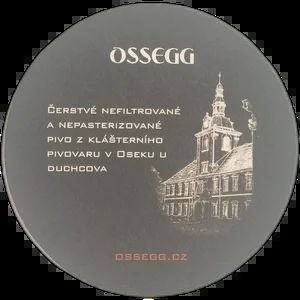 OSSEGG
ČERSTVÉ NEFILTROVANÉ
A NEPASTERIZOVANÉ
PIVO Z KLÁŠTERNÍHO
PIVOVARU V OSEKU U
DUCHCOVA
OSSEGG.CZ